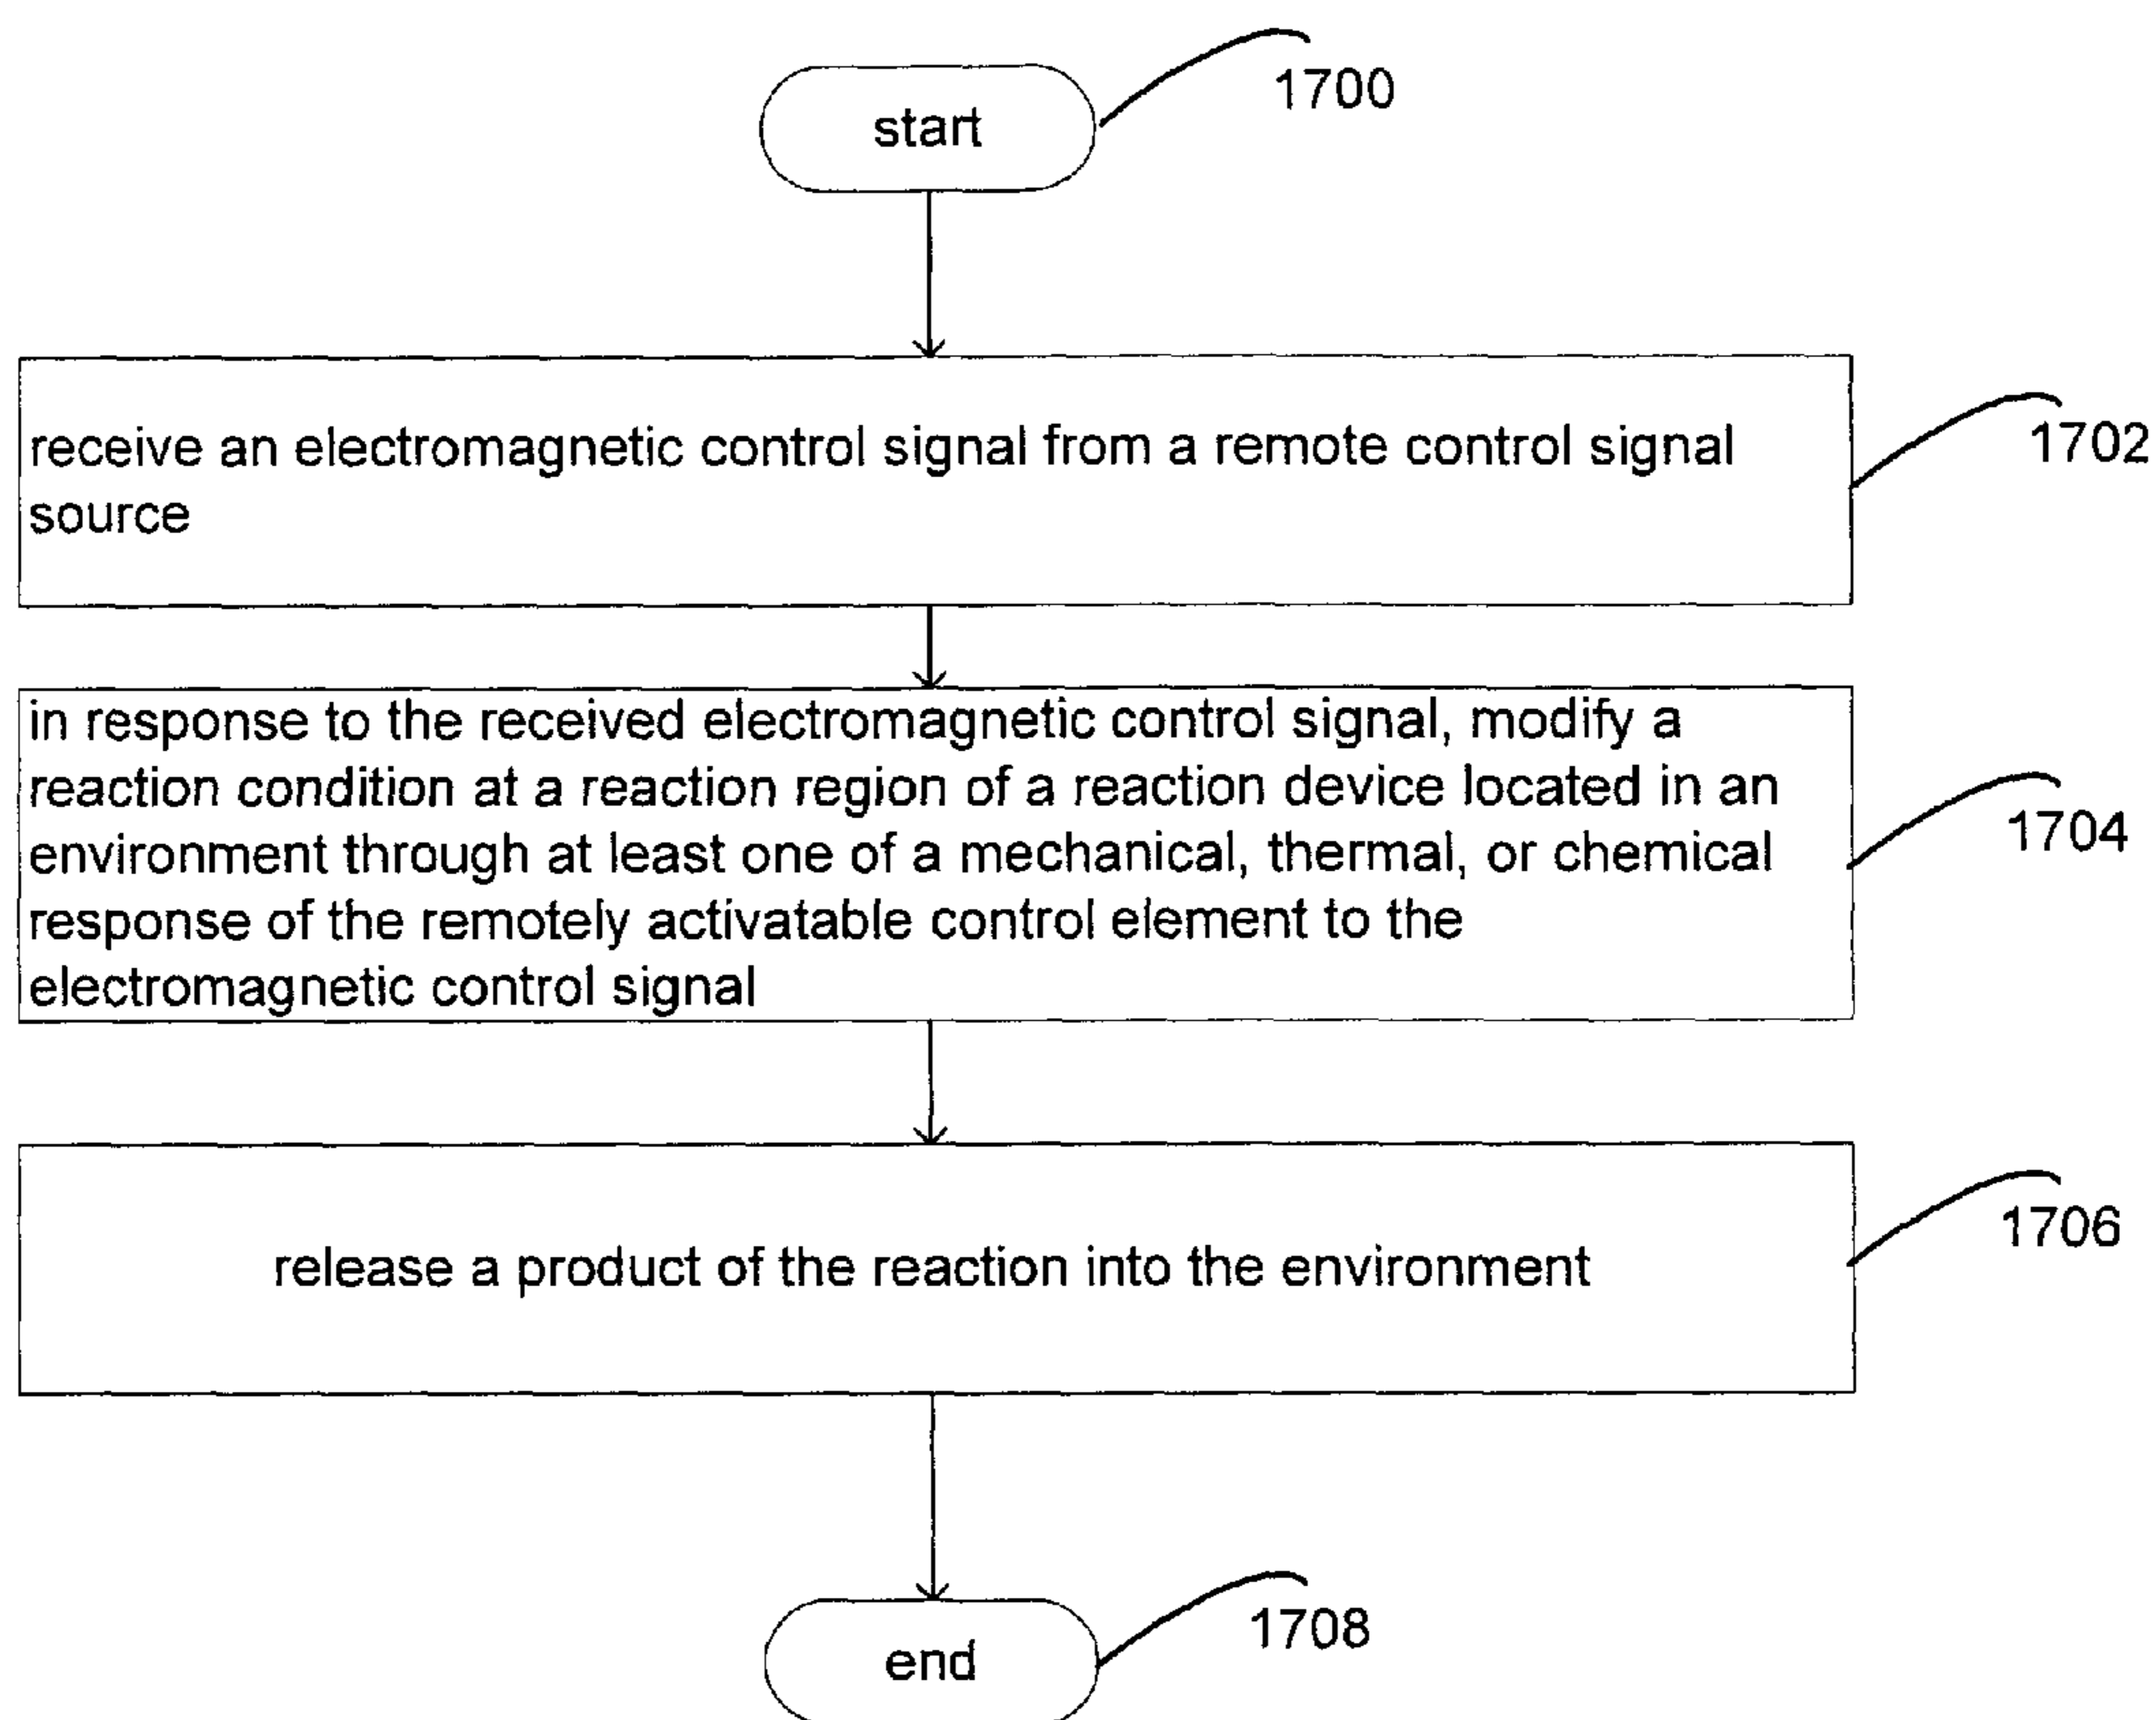 1700
start
receive an electromagnetic control signal from a remote control signal
source
1702
in response to the received electromagnetic control signal, modify a
reaction condition at a reaction region of a reaction device located in an
environment through at least one of a mechanical, thermal, or chemical
response of the remotely activatable control element to the
electromagnetic control signal
1704
release a product of the reaction into the environment
1706
end
1708